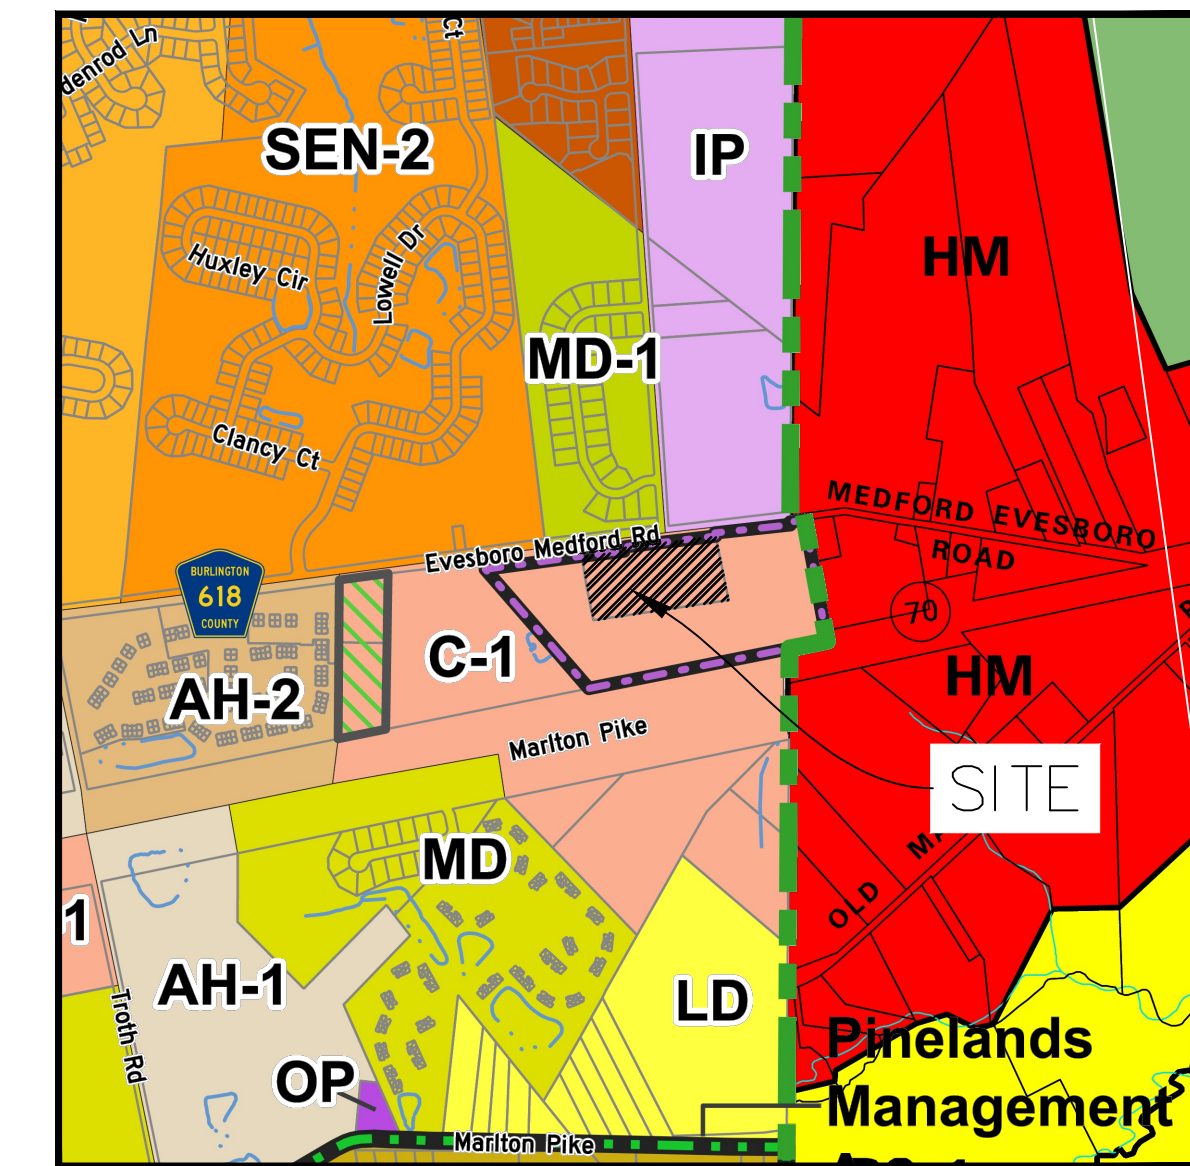 denrod Ln
Ct
SEN-2
IP
HM
Huxley Cir
Lowell Dr
MD-1
Clancy Ct
MEDFORD EVESBORO
ROAD
Evesboro Medford Rd
BURLINGTON
618
COUNTY
70
C-1
HM
AH-2
Marlton Pike
SITE
MD
OLD
1
AH-1
LD
Troth Rd
Pinelands
OP
Management
Marlton Pike